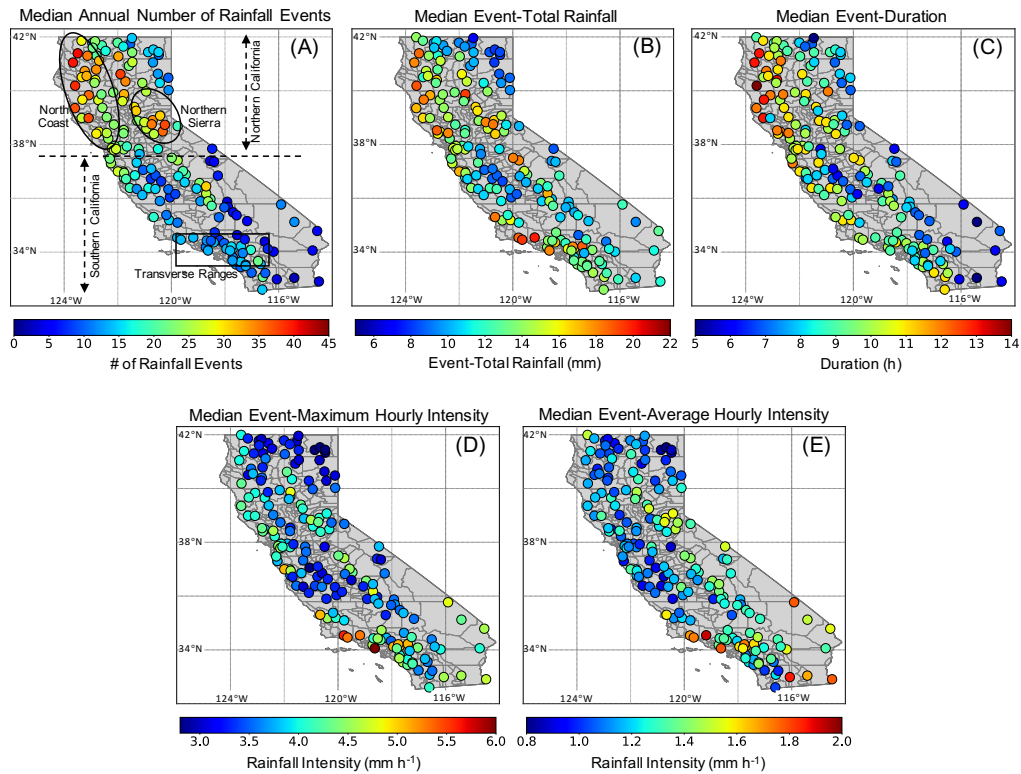 Median Annual Number of Rainfall Events
Median Event-Total Rainfall
Median Event-Duration
42°N
38°N
34°N
124°W
120°W
116°W
(A)
North
Coast
Northern
Sierra
Northern California
Southern California
Transverse Ranges
0 5 10 15 20 25 30 35 40 45
# of Rainfall Events
42°N
38°N
34°N
124°W
120°W
116°W
(B)
6 8 10 12 14 16 18 20 22
Event-Total Rainfall (mm)
42°N
38°N
34°N
124°W
120°W
116°W
(C)
5 6 7 8 9 10 11 12 13 14
Duration (h)
Median Event-Maximum Hourly Intensity
Median Event-Average Hourly Intensity
42°N
38°N
34°N
124°W
120°W
116°W
(D)
3.0 3.5 4.0 4.5 5.0 5.5 6.0
Rainfall Intensity (mm h⁻¹)
42°N
38°N
34°N
124°W
120°W
116°W
(E)
0.8 1.0 1.2 1.4 1.6 1.8 2.0
Rainfall Intensity (mm h⁻¹)